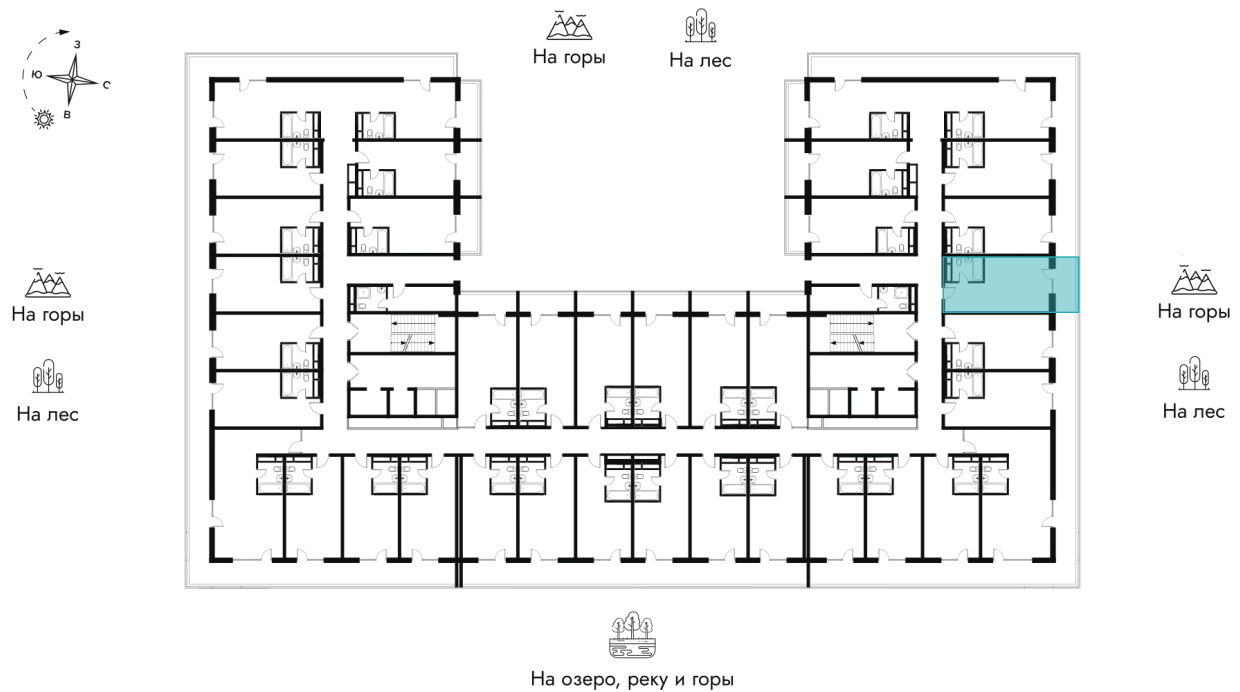 З
Ю
С
В
На горы
На лес
На горы
На лес
На горы
На лес
На озеро, реку и горы